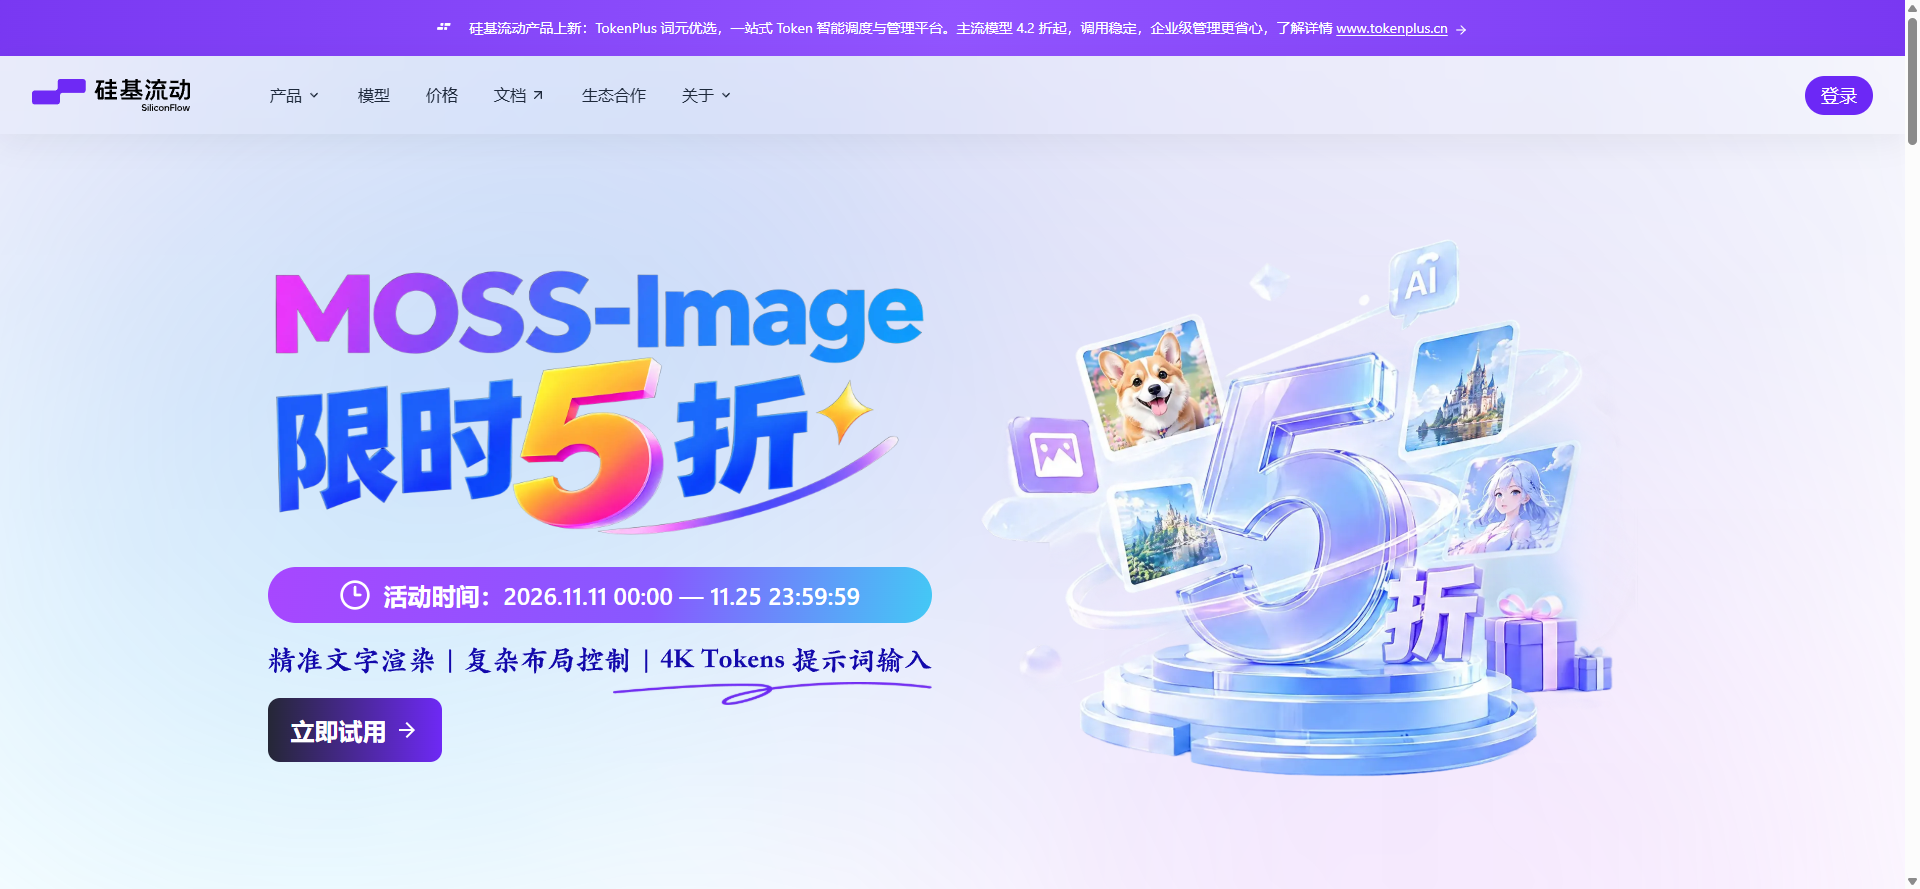 硅基流动产品上新：TokenPlus 词元优选，一站式 Token 智能调度与管理平台。主流模型 4.2 折起，调用稳定，企业级管理更省心，了解详情 www.tokenplus.cn →
硅基流动
SiliconFlow
产品
模型
价格
文档
生态合作
关于
登录
MOSS-Image
限时5折
活动时间：2026.11.11 00:00 — 11.25 23:59:59
精准文字渲染 | 复杂布局控制 | 4K Tokens 提示词输入
立即试用 →
AI
5折